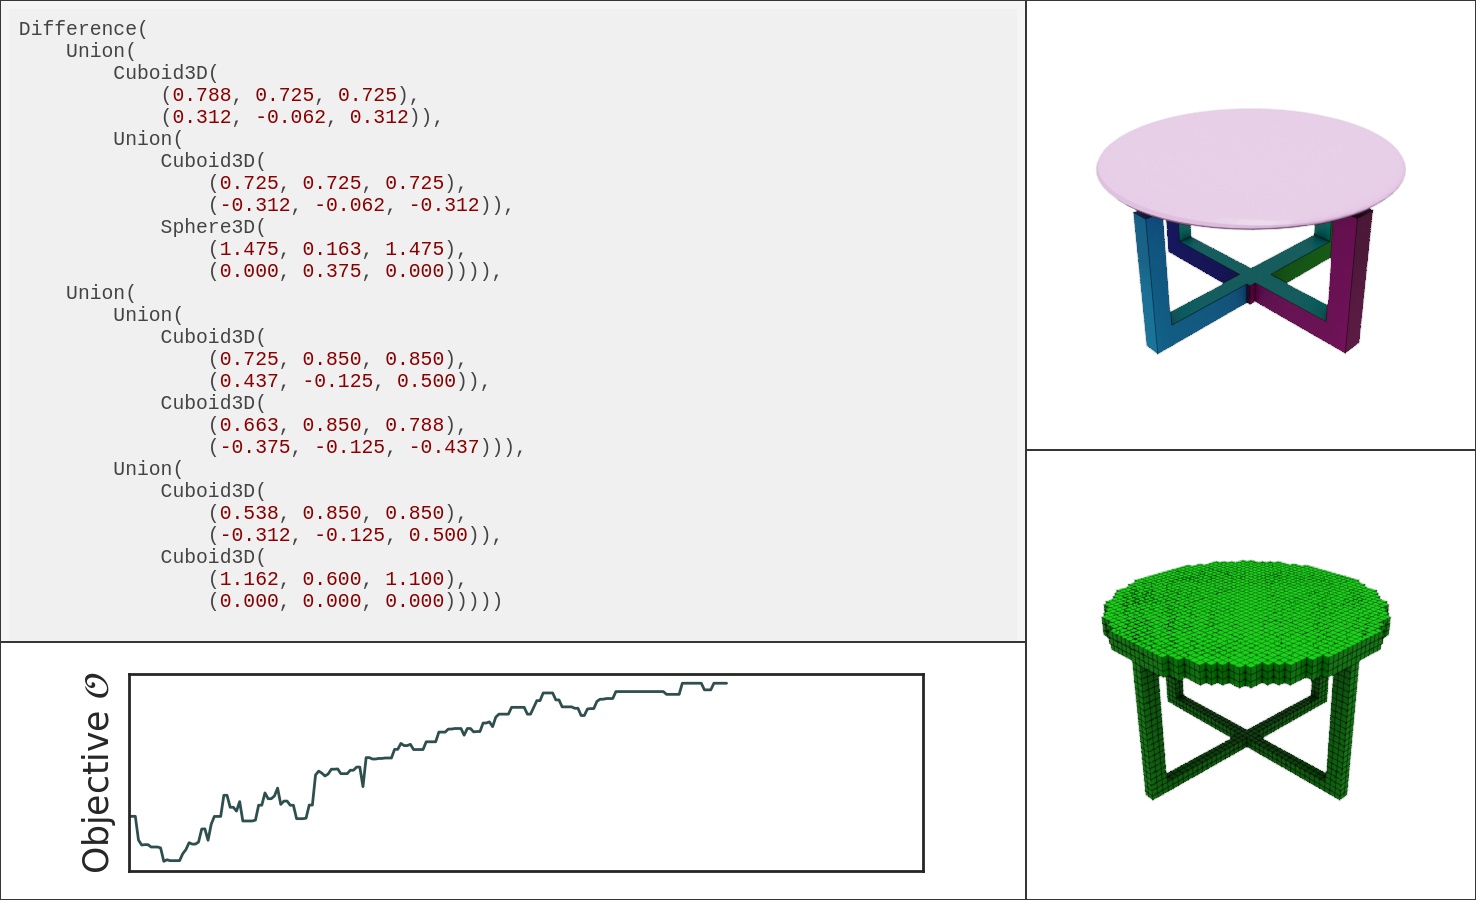 Difference(
    Union(
        Cuboid3D(
            (0.788, 0.725, 0.725),
            (0.312, -0.062, 0.312)),
        Union(
            Cuboid3D(
                (0.725, 0.725, 0.725),
                (-0.312, -0.062, -0.312)),
            Sphere3D(
                (1.475, 0.163, 1.475),
                (0.000, 0.375, 0.000)))),
    Union(
        Union(
            Cuboid3D(
                (0.725, 0.850, 0.850),
                (0.437, -0.125, 0.500)),
            Cuboid3D(
                (0.663, 0.850, 0.788),
                (-0.375, -0.125, -0.437))),
        Union(
            Cuboid3D(
                (0.538, 0.850, 0.850),
                (-0.312, -0.125, 0.500)),
            Cuboid3D(
                (1.162, 0.600, 1.100),
                (0.000, 0.000, 0.000)))))
Objective 𝒪